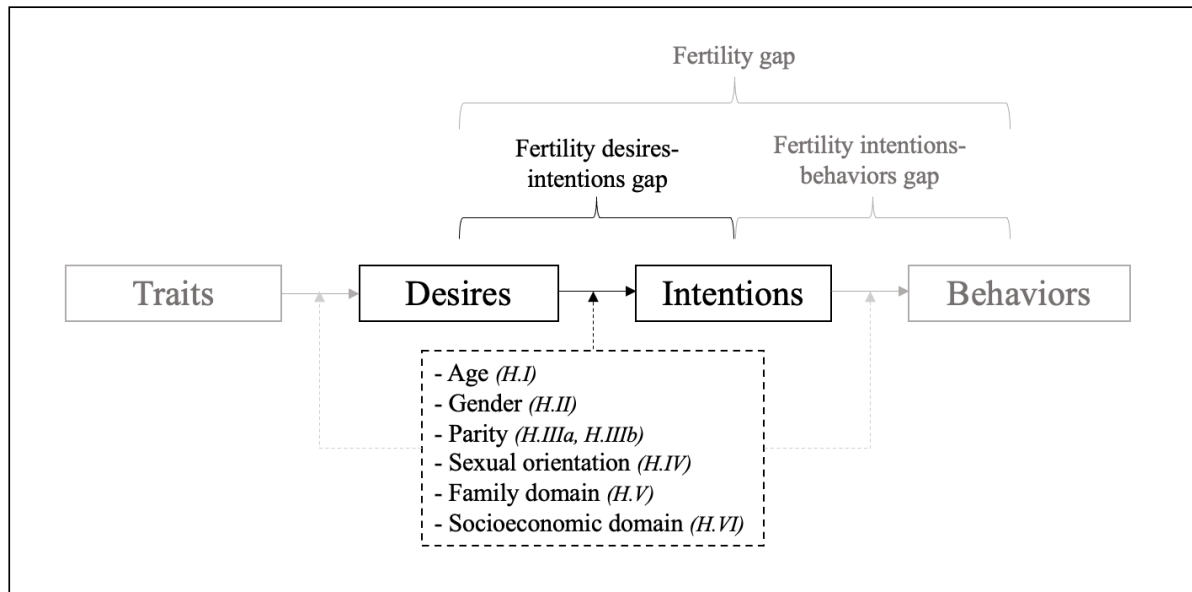 Fertility gap
Fertility desires-
intentions gap
Fertility intentions-
behaviors gap
Traits
Desires
Intentions
Behaviors
- Age (H.I)
- Gender (H.II)
- Parity (H.IIIa, H.IIIb)
- Sexual orientation (H.IV)
- Family domain (H.V)
- Socioeconomic domain (H.VI)